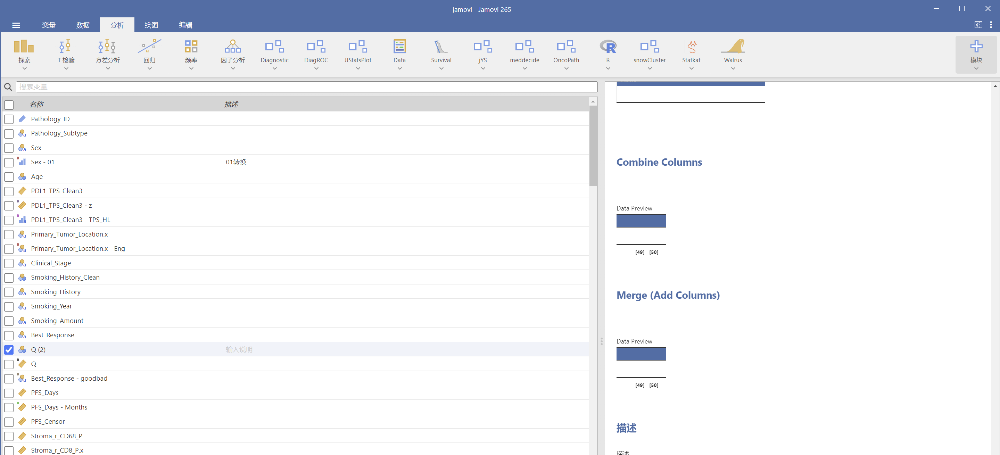 jamovi - Jamovi 265
变量 数据 分析 绘图 编辑
探索 T 检验 方差分析 回归 频率 因子分析 Diagnostic DiagROC JJStatsPlot Data Survival jYS meddecide OncoPath R snowCluster Statkat Walrus 模块
搜索变量
名称 描述
Pathology_ID
Pathology_Subtype
Sex
Sex - 01 01转换
Age
PDL1_TPS_Clean3
PDL1_TPS_Clean3 - z
PDL1_TPS_Clean3 - TPS_HL
Primary_Tumor_Location.x
Primary_Tumor_Location.x - Eng
Clinical_Stage
Smoking_History_Clean
Smoking_History
Smoking_Year
Smoking_Amount
Best_Response
Q (2) 输入说明
Q
Best_Response - goodbad
PFS_Days
PFS_Days - Months
PFS_Censor
Stroma_r_CD68_P
Stroma_r_CD8_P.x
Combine Columns
Data Preview
[49] [50]
Merge (Add Columns)
Data Preview
[49] [50]
描述
描述